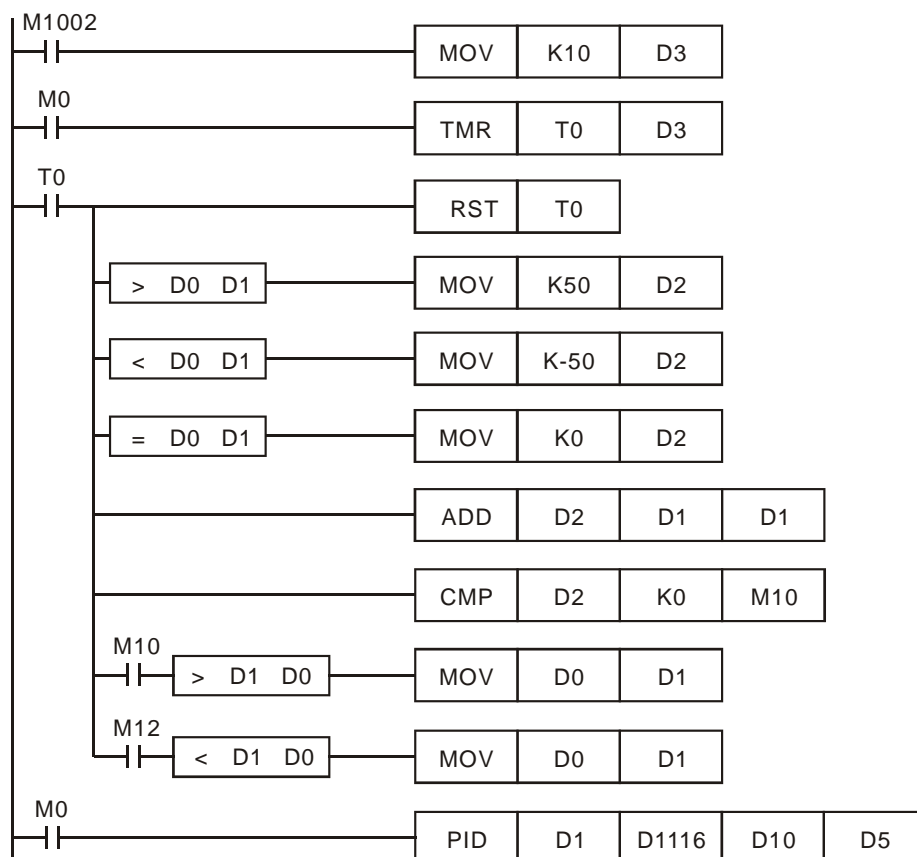 M1002
MOV K10 D3
M0
TMR T0 D3
T0
RST T0
> D0 D1 MOV K50 D2
< D0 D1 MOV K-50 D2
= D0 D1 MOV K0 D2
ADD D2 D1 D1
CMP D2 K0 M10
M10
> D1 D0 MOV D0 D1
M12
< D1 D0 MOV D0 D1
M0
PID D1 D1116 D10 D5